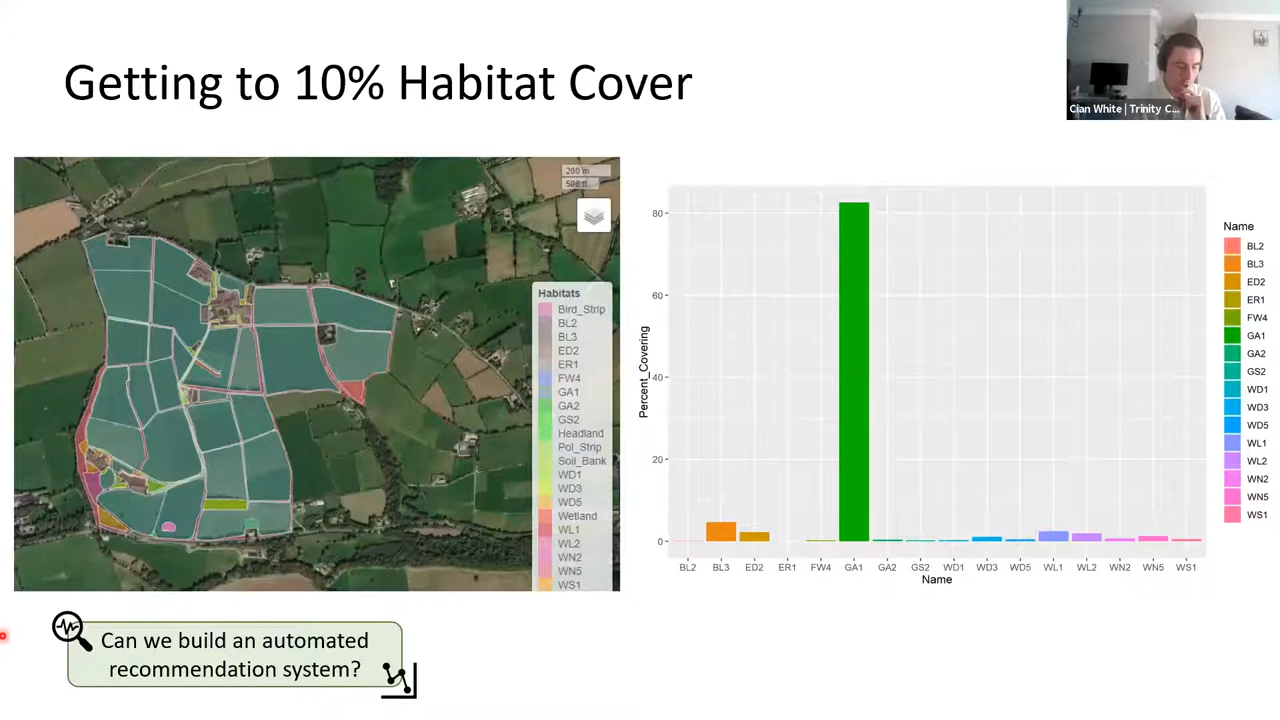 Getting to 10% Habitat Cover
Cian White | Trinity C...
200 m
500 ft
Habitats
Bird_Strip
BL2
BL3
ED2
ER1
FW4
GA1
GA2
GS2
Headland
Pol_Strip
Soil_Bank
WD1
WD3
WD5
Wetland
WL1
WL2
WN2
WN5
WS1
Percent_Covering
80
60
40
20
0
BL2 BL3 ED2 ER1 FW4 GA1 GA2 GS2 WD1 WD3 WD5 WL1 WL2 WN2 WN5 WS1
Name
Name
BL2
BL3
ED2
ER1
FW4
GA1
GA2
GS2
WD1
WD3
WD5
WL1
WL2
WN2
WN5
WS1
Can we build an automated
recommendation system?